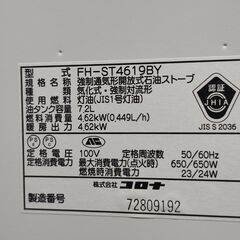 型式 FH-ST4619BY
種類 強制通気形開放式石油ストーブ
気化式・強制対流形
使用燃料 灯油(JIS1号灯油)
油タンク容量 7.2L
燃料消費量 4.62kW(0.449L/h)
暖房出力 4.62kW
認証
JHIA
JIS S 2036
PS
E
定格電圧 100V 定格周波数 50/60Hz
定格消費電力 最大消費(点火時) 650/650W
燃焼時消費電力 23/24W
株式会社 コロナ
製造番号 72809192